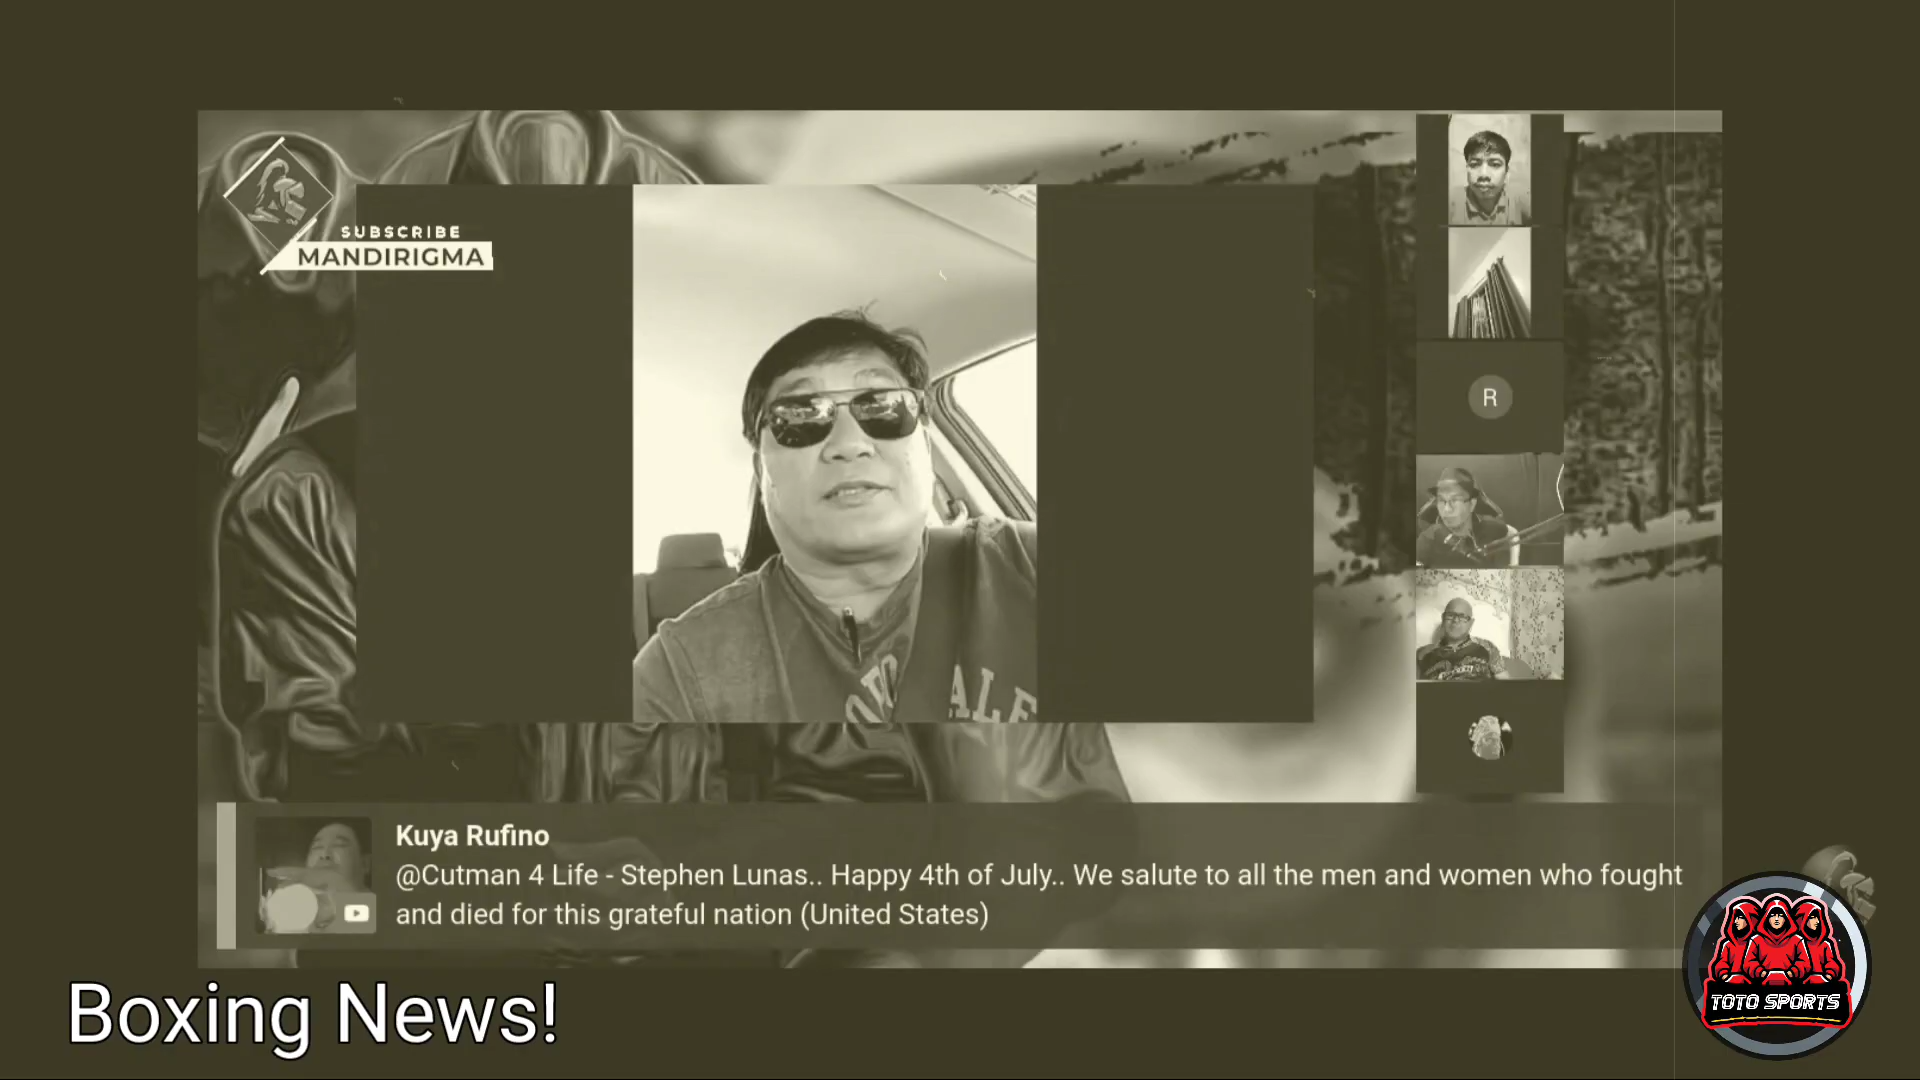 SUBSCRIBE
MANDIRIGMA
R
Kuya Rufino
@Cutman 4 Life - Stephen Lunas.. Happy 4th of July.. We salute to all the men and women who fought
and died for this grateful nation (United States)
TOTO SPORTS
Boxing News!